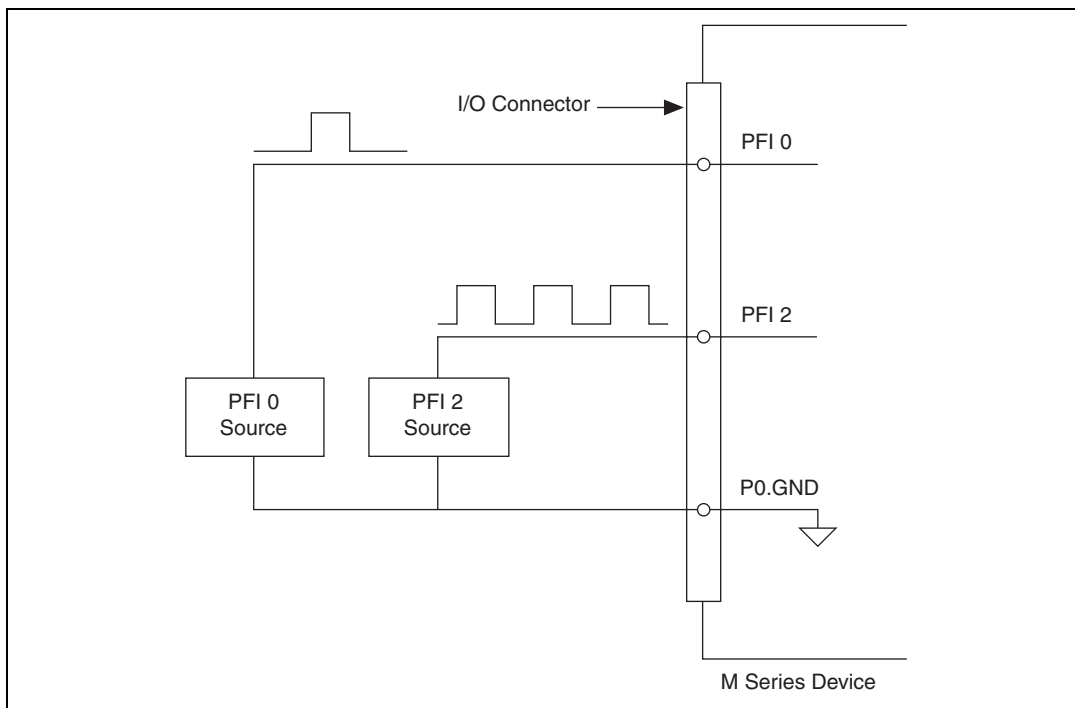 I/O Connector
PFI 0
PFI 2
PFI 0
Source
PFI 2
Source
P0.GND
M Series Device